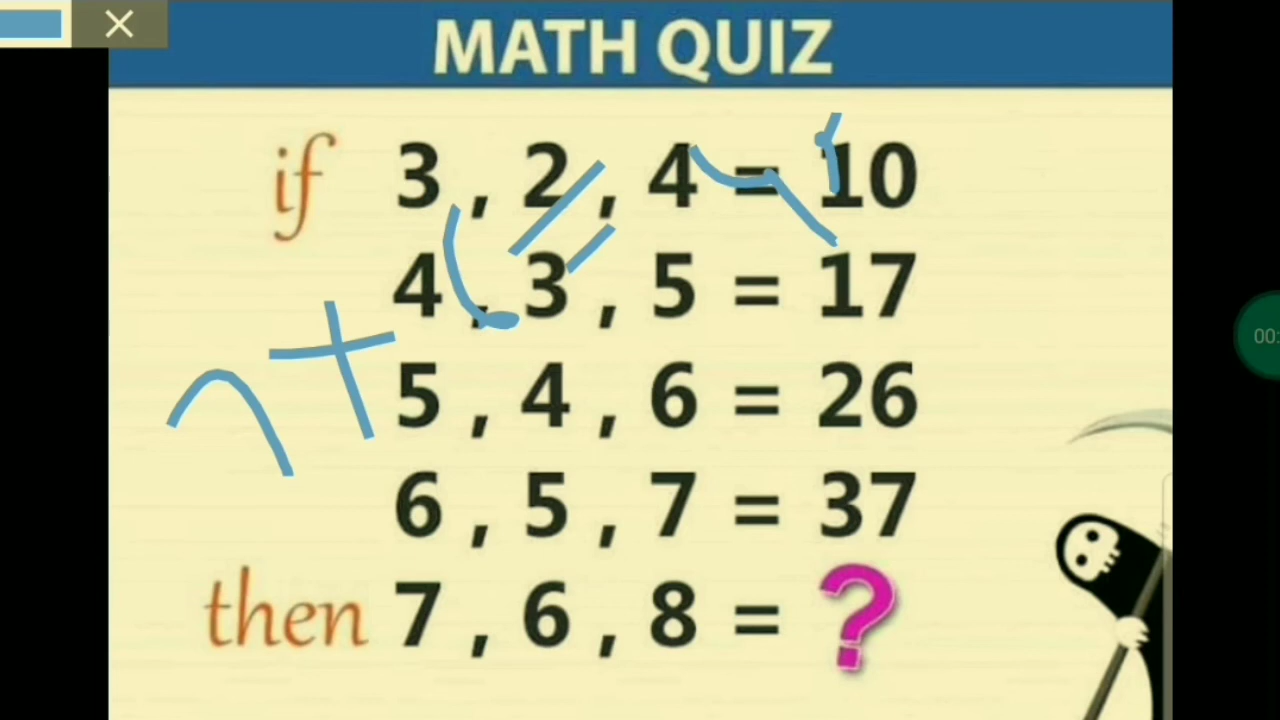 MATH QUIZ
if 3 , 2 , 4 = 10
4 , 3 , 5 = 17
5 , 4 , 6 = 26
6 , 5 , 7 = 37
then 7 , 6 , 8 = ?
00: